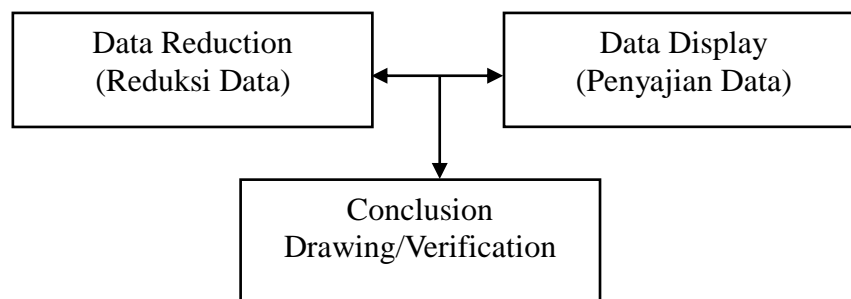 Data Reduction
(Reduksi Data)
Data Display
(Penyajian Data)
Conclusion
Drawing/Verification